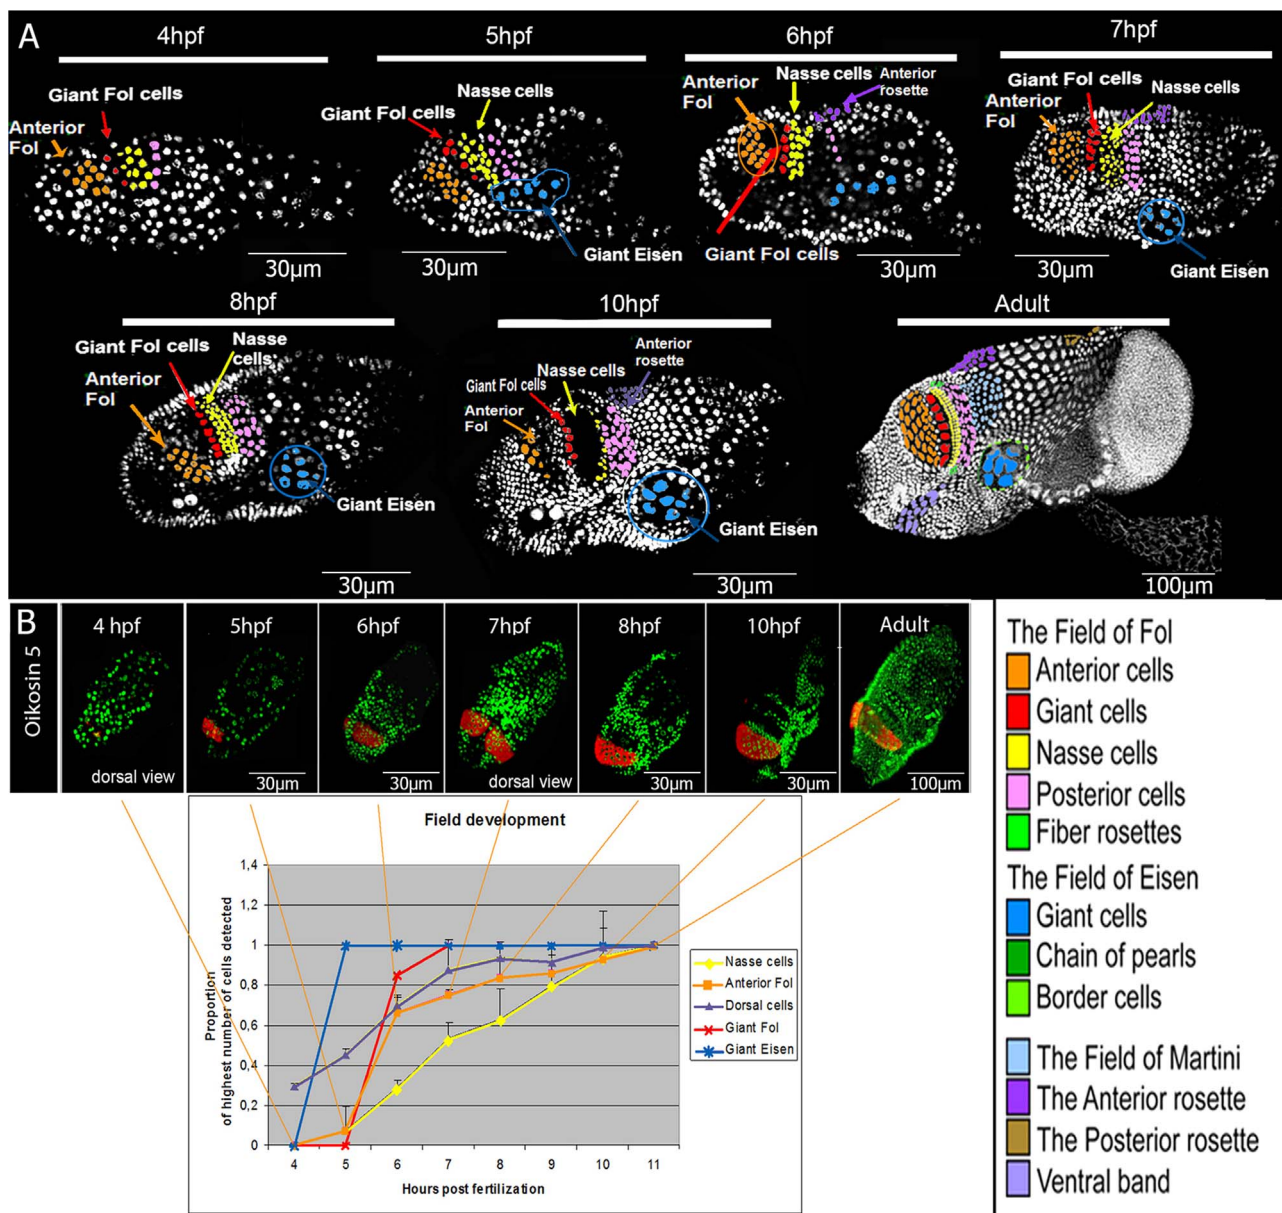 A
4hpf
Giant Fol cells
Anterior
Fol
30µm
5hpf
Nasse cells
Giant Fol cells
Giant Eisen
30µm
6hpf
Anterior
Fol
Nasse cells
Anterior
rosette
Giant Fol cells
30µm
7hpf
Giant Fol cells
Nasse cells
Anterior
Fol
Giant Eisen
30µm
8hpf
Giant Fol cells
Nasse
cells
Anterior
Fol
Giant Eisen
30µm
10hpf
Anterior
rosette
Nasse cells
Giant Fol cells
Anterior
Fol
Giant Eisen
30µm
Adult
100µm
B
Oikosin 5
4 hpf
dorsal view
5hpf
30µm
6hpf
30µm
7hpf
dorsal view
8hpf
30µm
10hpf
30µm
Adult
100µm
Field development
Proportion
of highest number of cells detected
1,4
1,2
1
0,8
0,6
0,4
0,2
0
4 5 6 7 8 9 10 11
Hours post fertilization
Nasse cells
Anterior Fol
Dorsal cells
Giant Fol
Giant Eisen
The Field of Fol
Anterior cells
Giant cells
Nasse cells
Posterior cells
Fiber rosettes
The Field of Eisen
Giant cells
Chain of pearls
Border cells
The Field of Martini
The Anterior rosette
The Posterior rosette
Ventral band